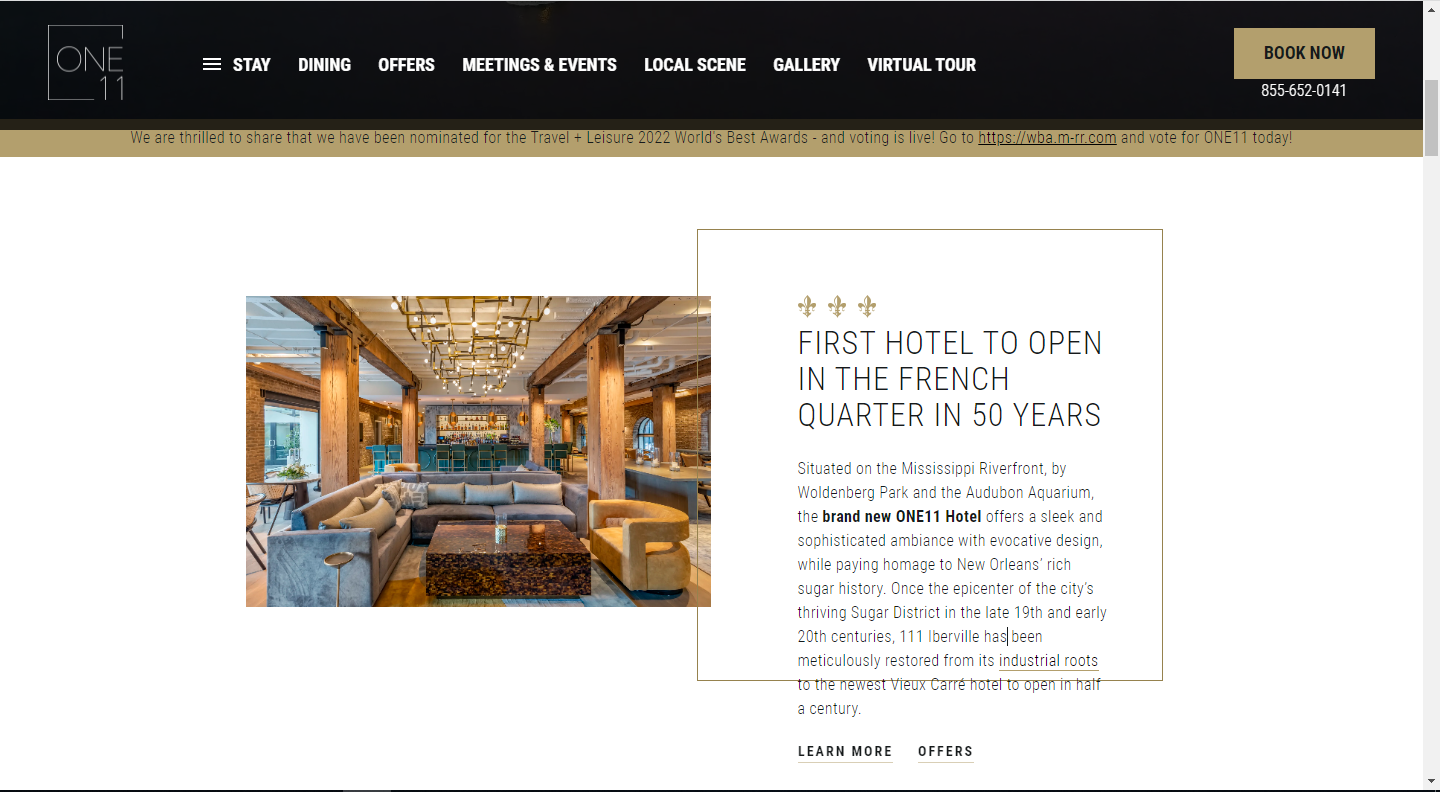 ONE
11
STAY DINING OFFERS MEETINGS & EVENTS LOCAL SCENE GALLERY VIRTUAL TOUR
BOOK NOW
855-652-0141
We are thrilled to share that we have been nominated for the Travel + Leisure 2022 World's Best Awards - and voting is live! Go to https://wba.m-rr.com and vote for ONE11 today!
FIRST HOTEL TO OPEN
IN THE FRENCH
QUARTER IN 50 YEARS
Situated on the Mississippi Riverfront, by
Woldenberg Park and the Audubon Aquarium,
the brand new ONE11 Hotel offers a sleek and
sophisticated ambiance with evocative design,
while paying homage to New Orleans’ rich
sugar history. Once the epicenter of the city’s
thriving Sugar District in the late 19th and early
20th centuries, 111 Iberville has been
meticulously restored from its industrial roots
to the newest Vieux Carré hotel to open in half
a century.
LEARN MORE OFFERS